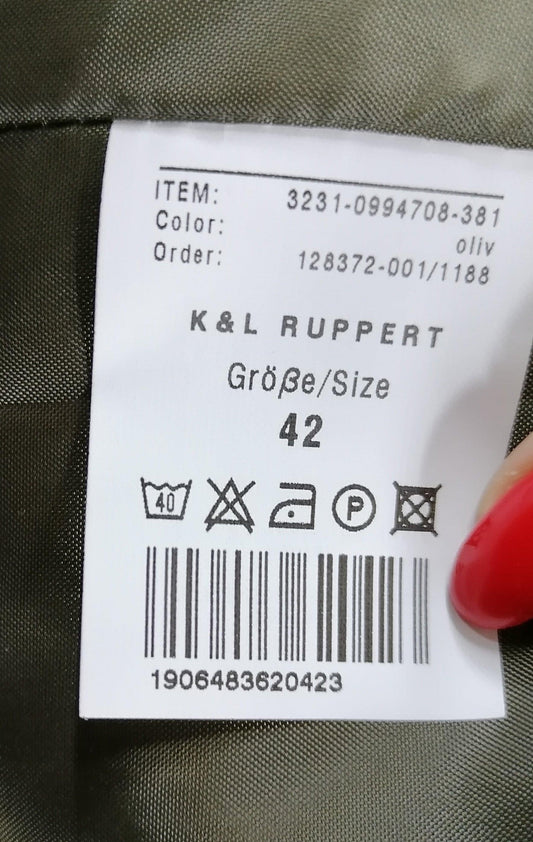 ITEM: 3231-0994708-381
Color: oliv
Order: 128372-001/1188
K & L RUPPERT
Größe/Size
42
40 P
1906483620423